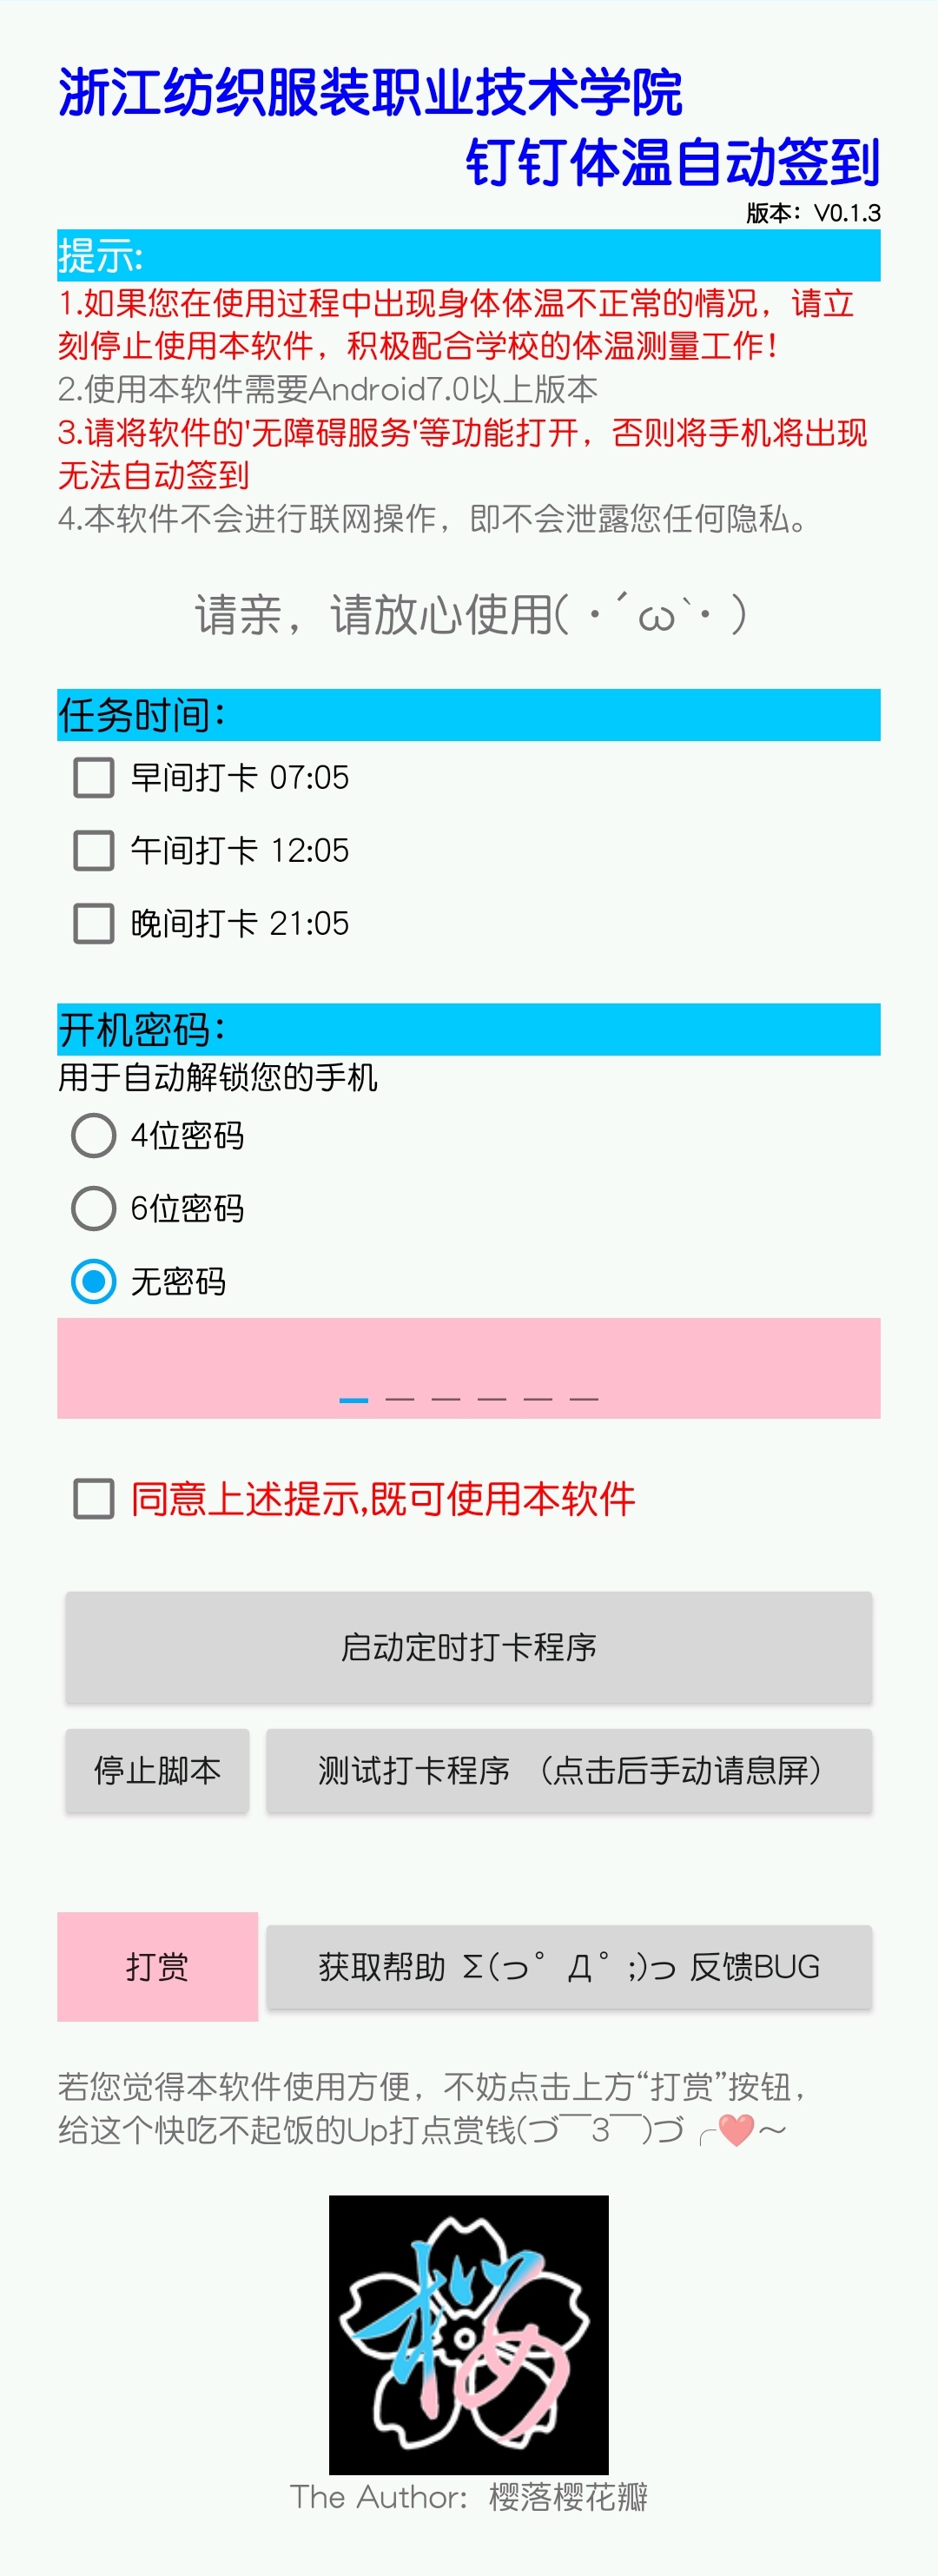 浙江纺织服装职业技术学院
钉钉体温自动签到
版本：V0.1.3
提示:
1.如果您在使用过程中出现身体体温不正常的情况，请立
刻停止使用本软件，积极配合学校的体温测量工作！
2.使用本软件需要Android7.0以上版本
3.请将软件的'无障碍服务'等功能打开，否则将手机将出现
无法自动签到
4.本软件不会进行联网操作，即不会泄露您任何隐私。
请亲，请放心使用(・´ω`・)
任务时间：
早间打卡 07:05
午间打卡 12:05
晚间打卡 21:05
开机密码：
用于自动解锁您的手机
4位密码
6位密码
无密码
同意上述提示,既可使用本软件
启动定时打卡程序
停止脚本
测试打卡程序 （点击后手动请息屏）
打赏
获取帮助 Σ(っ°Д°;)っ 反馈BUG
若您觉得本软件使用方便，不妨点击上方“打赏”按钮，
给这个快吃不起饭的Up打点赏钱(づ￣3￣)づ╭❤～
桜
The Author：樱落樱花瓣